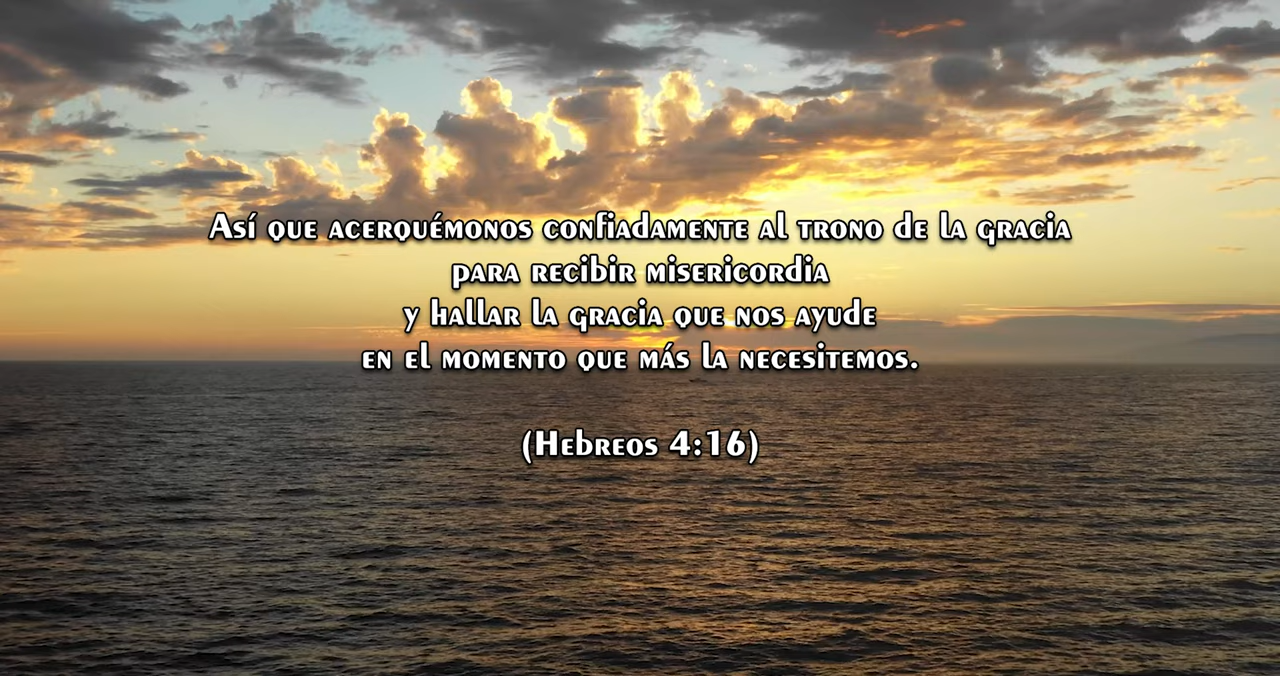 Así que acerquémonos confiadamente al trono de la gracia
para recibir misericordia
y hallar la gracia que nos ayude
en el momento que más la necesitemos.
(Hebreos 4:16)